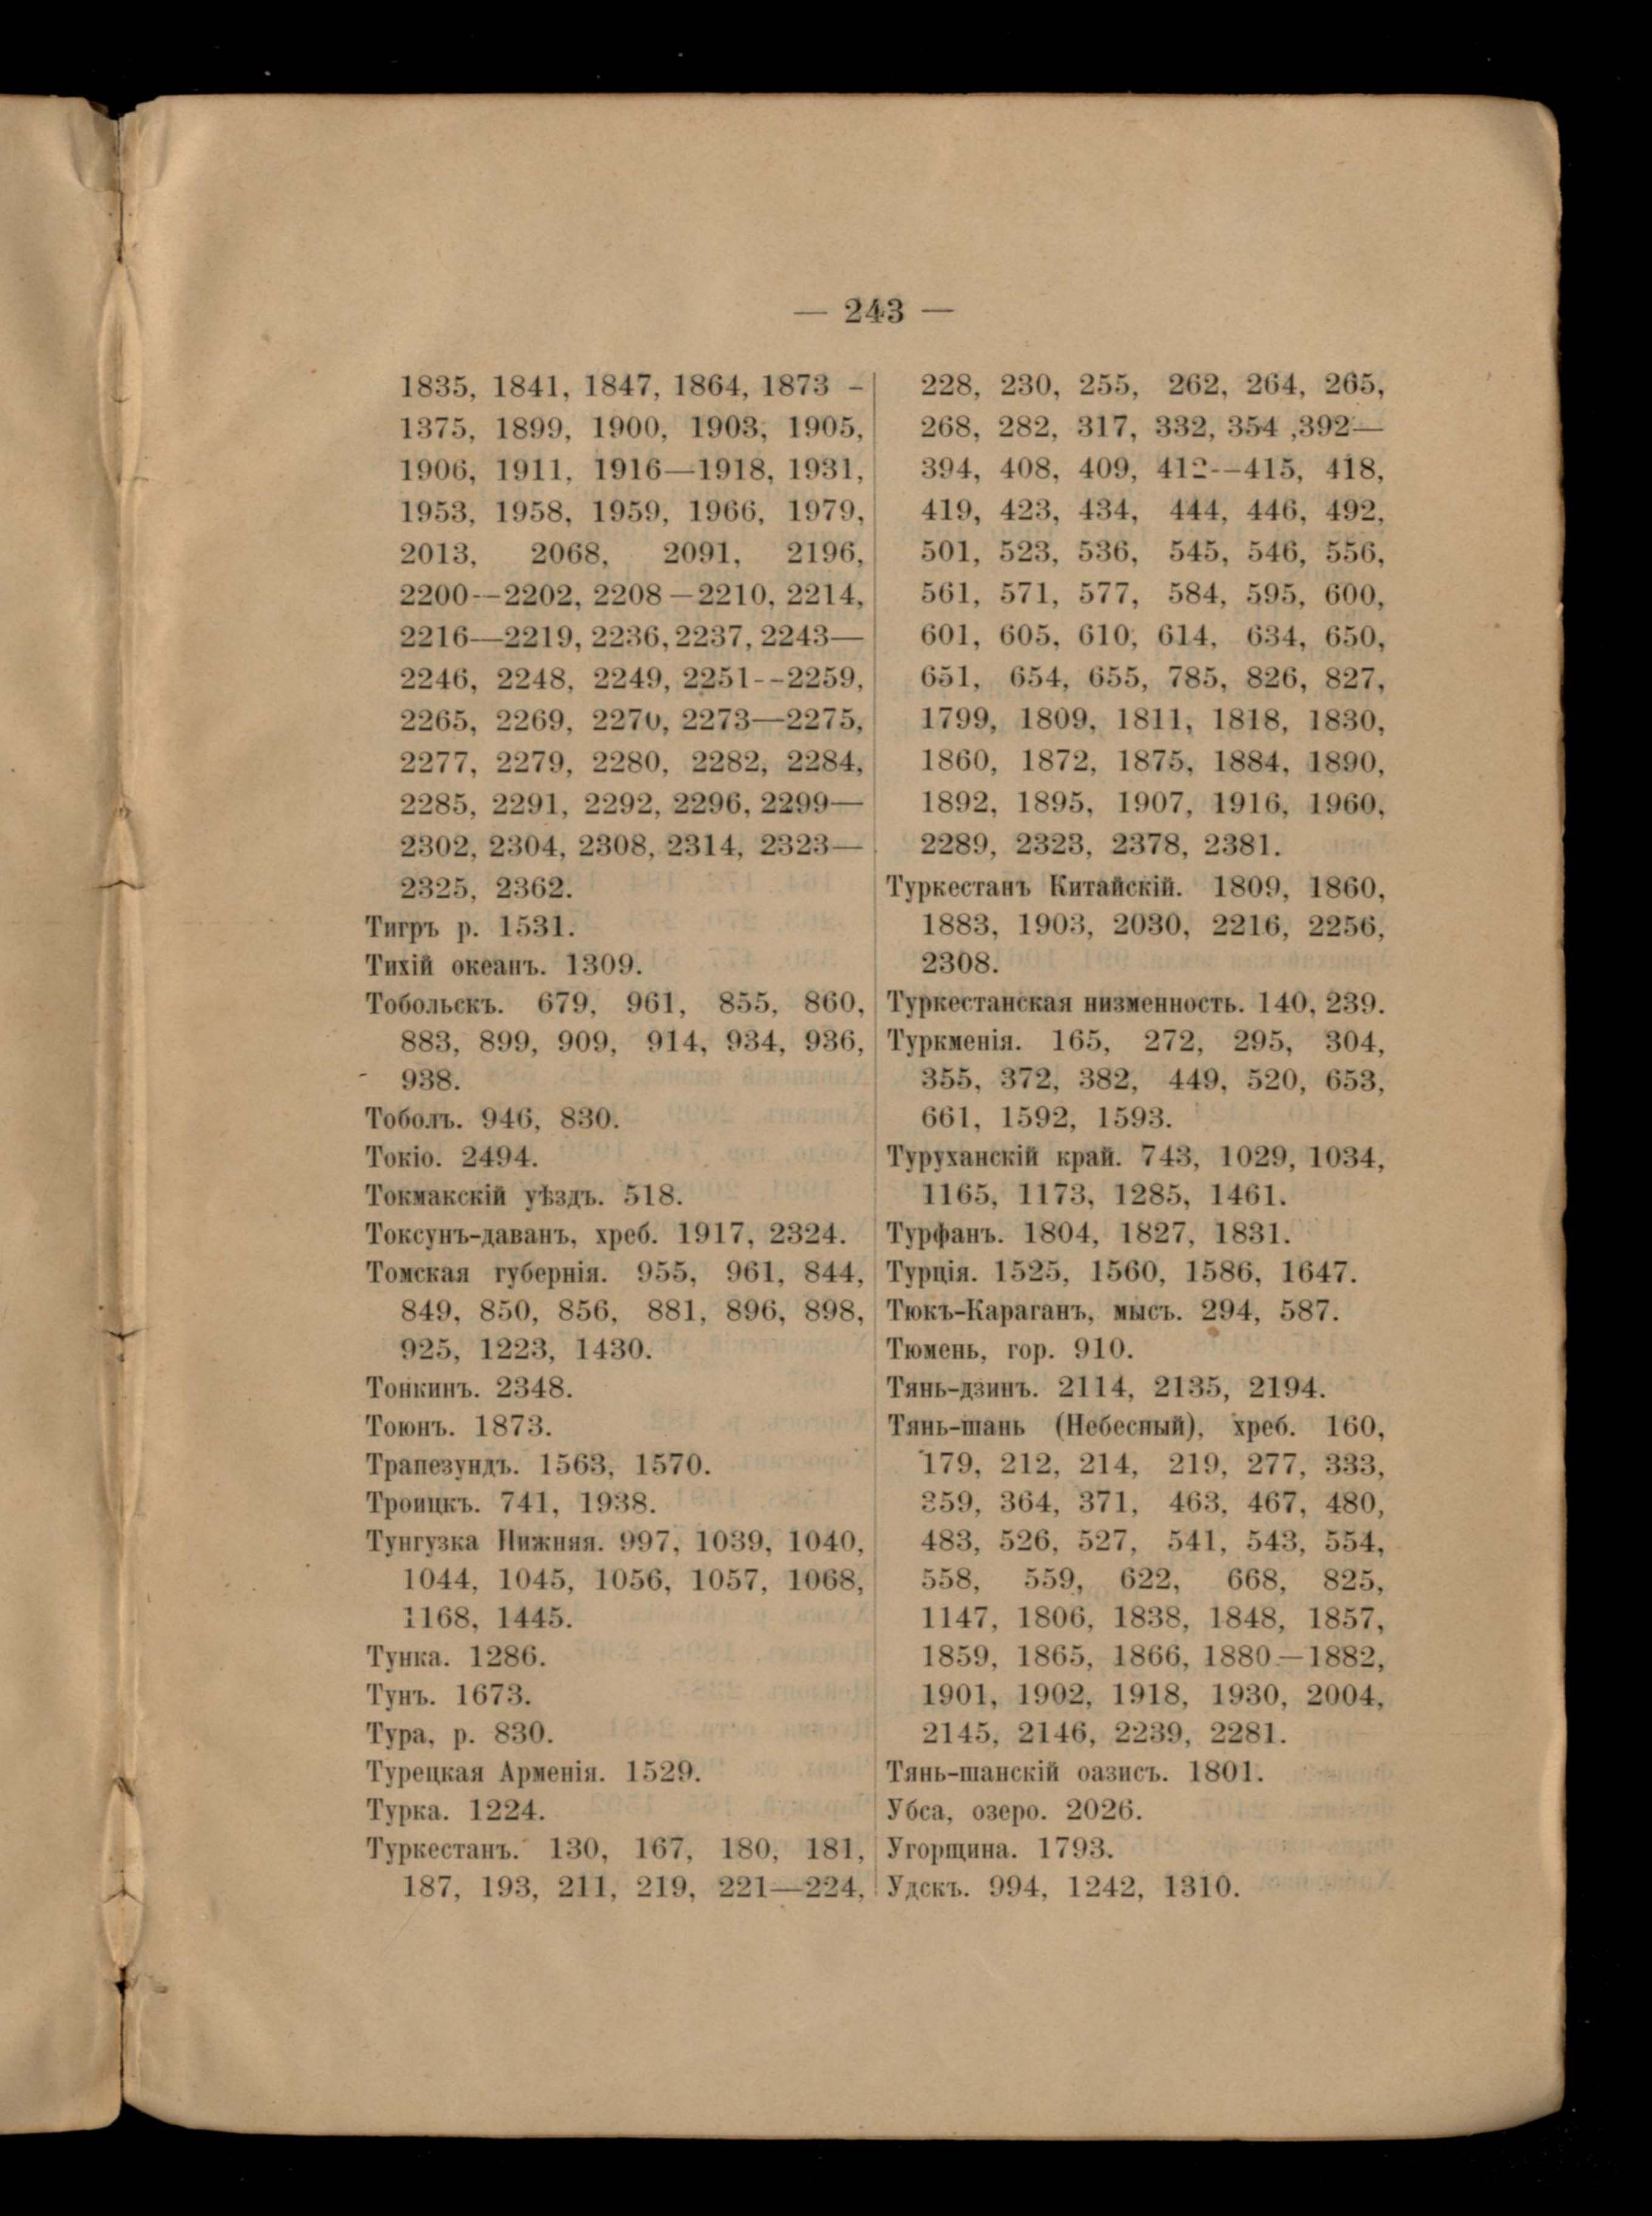 — 243 —
1835, 1841, 1847, 1864, 1873 -
1375, 1899, 1900, 1903, 1905,
1906, 1911, 1916—1918, 1931,
1953, 1958, 1959, 1966, 1979,
2013, 2068, 2091, 2196,
2200--2202, 2208—2210, 2214,
2216—2219, 2236, 2237, 2243—
2246, 2248, 2249, 2251--2259,
2265, 2269, 2270, 2273—2275,
2277, 2279, 2280, 2282, 2284,
2285, 2291, 2292, 2296, 2299—
2302, 2304, 2308, 2314, 2323—
2325, 2362.
Тигръ р. 1531.
Тихій океанъ. 1309.
Тобольскъ. 679, 961, 855, 860,
883, 899, 909, 914, 934, 936,
938.
Тоболъ. 946, 830.
Токіо. 2494.
Токмакскій уѣздъ. 518.
Токсунъ-даванъ, хреб. 1917, 2324.
Томская губернія. 955, 961, 844,
849, 850, 856, 881, 896, 898,
925, 1223, 1430.
Тонкинъ. 2348.
Тоюнъ. 1873.
Трапезундъ. 1563, 1570.
Троицкъ. 741, 1938.
Тунгузка Нижняя. 997, 1039, 1040,
1044, 1045, 1056, 1057, 1068,
1168, 1445.
Тунка. 1286.
Тунъ. 1673.
Тура, р. 830.
Турецкая Арменія. 1529.
Турка. 1224.
Туркестанъ. 130, 167, 180, 181,
187, 193, 211, 219, 221—224,
228, 230, 255, 262, 264, 265,
268, 282, 317, 332, 354 ,392—
394, 408, 409, 412--415, 418,
419, 423, 434, 444, 446, 492,
501, 523, 536, 545, 546, 556,
561, 571, 577, 584, 595, 600,
601, 605, 610, 614, 634, 650,
651, 654, 655, 785, 826, 827,
1799, 1809, 1811, 1818, 1830,
1860, 1872, 1875, 1884, 1890,
1892, 1895, 1907, 1916, 1960,
2289, 2323, 2378, 2381.
Туркестанъ Китайскій. 1809, 1860,
1883, 1903, 2030, 2216, 2256,
2308.
Туркестанская низменность. 140, 239.
Туркменія. 165, 272, 295, 304,
355, 372, 382, 449, 520, 653,
661, 1592, 1593.
Туруханскій край. 743, 1029, 1034,
1165, 1173, 1285, 1461.
Турфанъ. 1804, 1827, 1831.
Турція. 1525, 1560, 1586, 1647.
Тюкъ-Караганъ, мысъ. 294, 587.
Тюмень, гор. 910.
Тянь-дзинъ. 2114, 2135, 2194.
Тянь-шань (Небесный), хреб. 160,
179, 212, 214, 219, 277, 333,
359, 364, 371, 463, 467, 480,
483, 526, 527, 541, 543, 554,
558, 559, 622, 668, 825,
1147, 1806, 1838, 1848, 1857,
1859, 1865, 1866, 1880—1882,
1901, 1902, 1918, 1930, 2004,
2145, 2146, 2239, 2281.
Тянь-шанскій оазисъ. 1801.
Убса, озеро. 2026.
Угорщина. 1793.
Удскъ. 994, 1242, 1310.